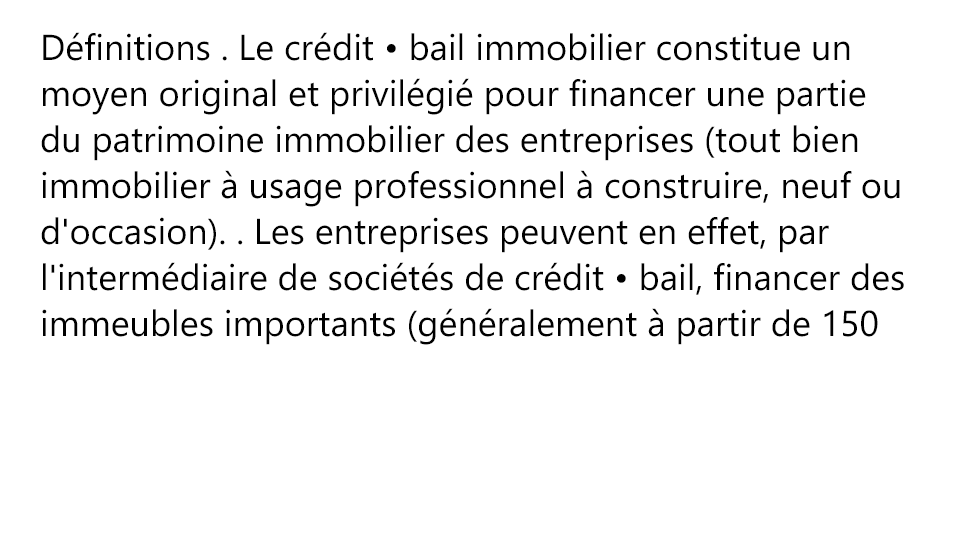 Définitions . Le crédit • bail immobilier constitue un
moyen original et privilégié pour financer une partie
du patrimoine immobilier des entreprises (tout bien
immobilier à usage professionnel à construire, neuf ou
d'occasion). . Les entreprises peuvent en effet, par
l'intermédiaire de sociétés de crédit • bail, financer des
immeubles importants (généralement à partir de 150